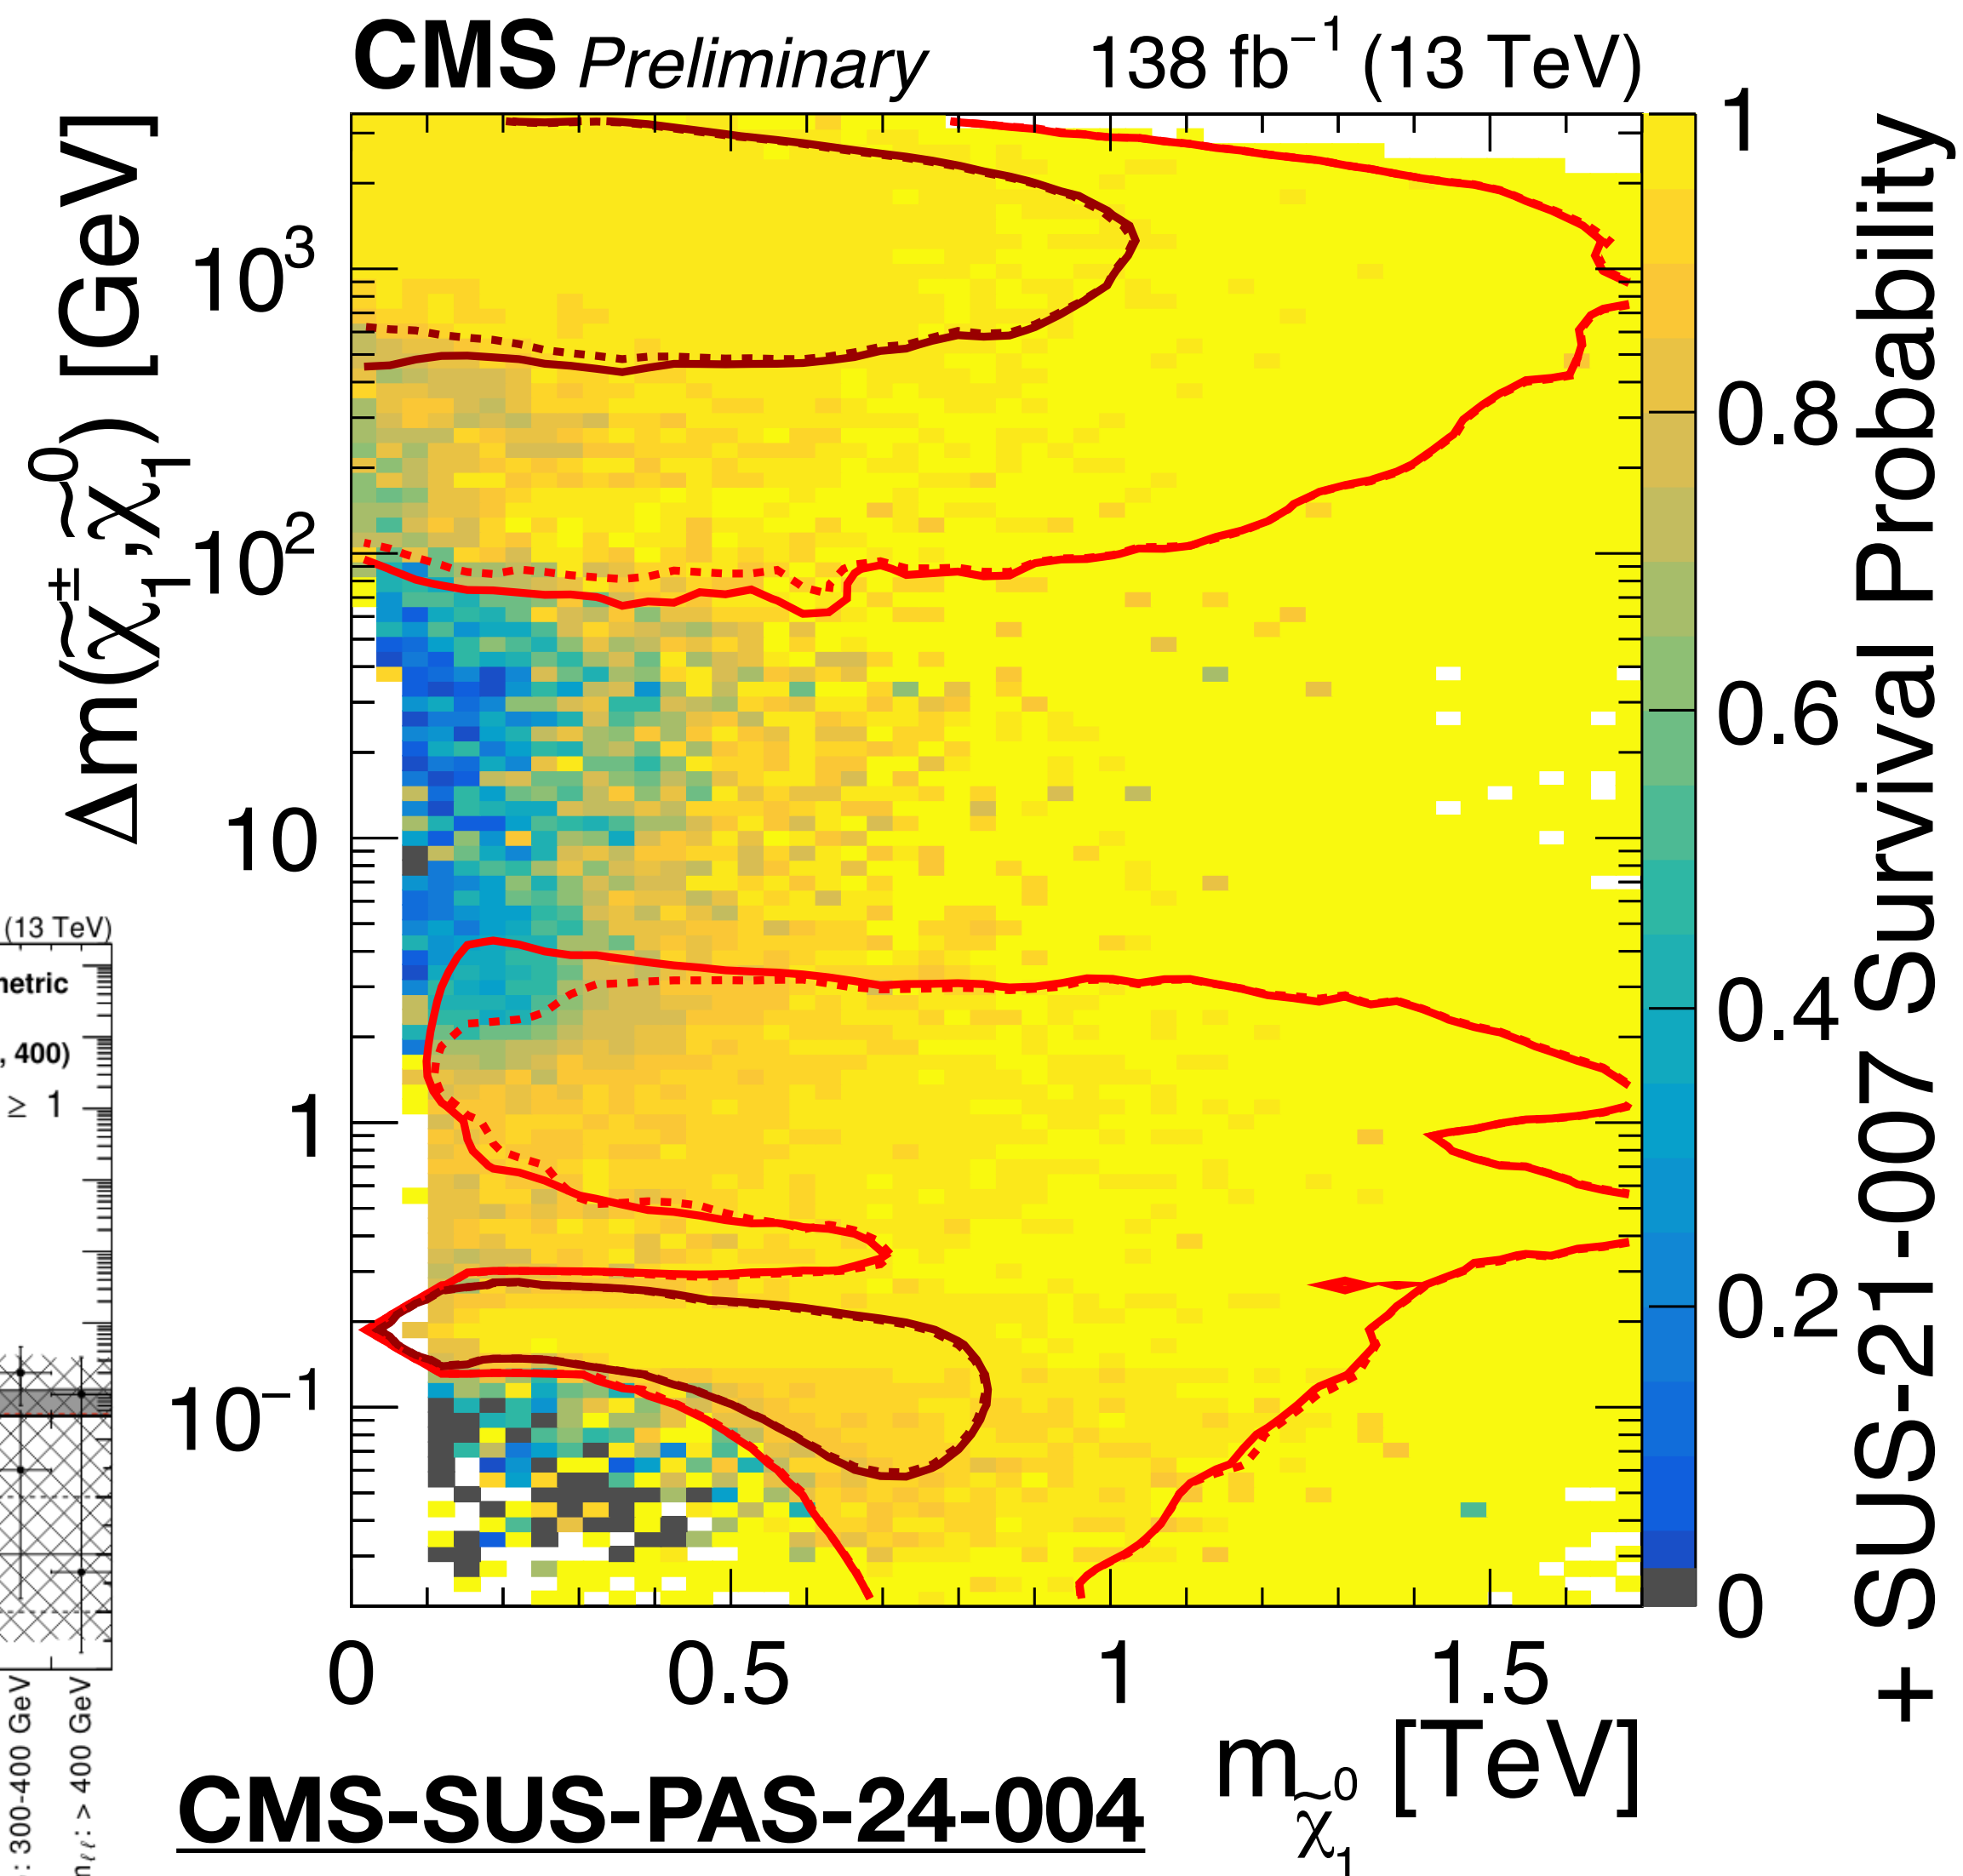 CMS Preliminary 138 fb⁻¹ (13 TeV)
Δm(χ̃₁±,χ̃₁⁰) [GeV]
10³
10²
10
1
10⁻¹
0 0.5 1 1.5
m_χ̃₁⁰ [TeV]
1
0.8
0.6
0.4
0.2
0
+ SUS-21-007 Survival Probability
CMS-SUS-PAS-24-004
(13 TeV)
, 400)
≥ 1
: 300-400 GeV
: > 400 GeV